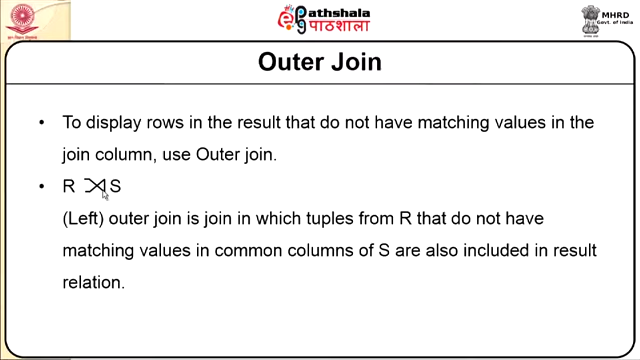 Pathshala
पाठशाला
MHRD
Govt. of India
Outer Join
• To display rows in the result that do not have matching values in the
join column, use Outer join.
• R ⟕ S
(Left) outer join is join in which tuples from R that do not have
matching values in common columns of S are also included in result
relation.